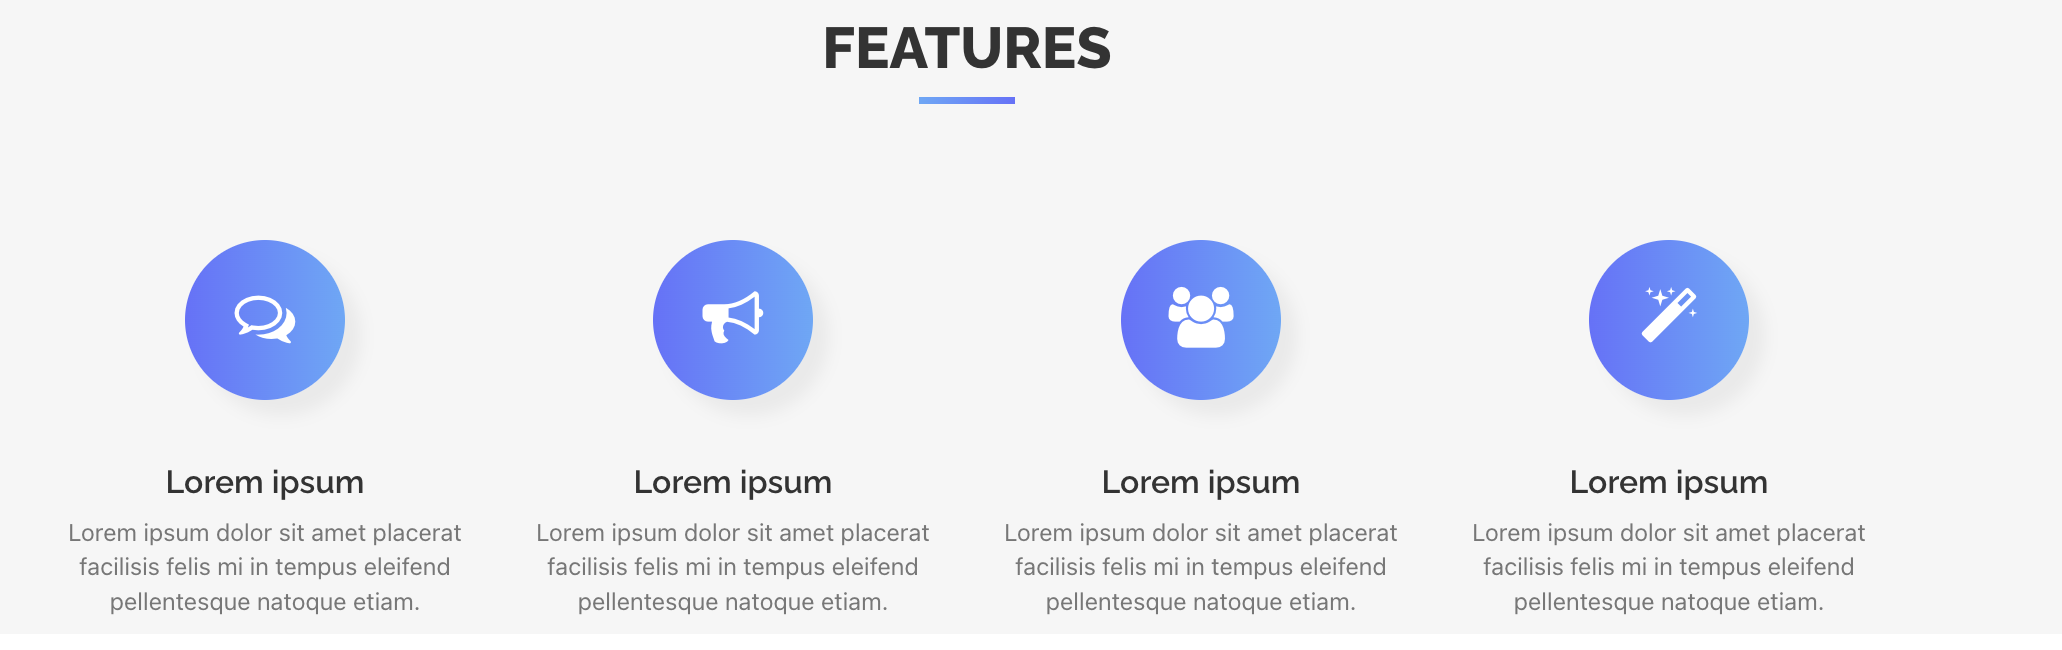 FEATURES
Lorem ipsum
Lorem ipsum dolor sit amet placerat
facilisis felis mi in tempus eleifend
pellentesque natoque etiam.
Lorem ipsum
Lorem ipsum dolor sit amet placerat
facilisis felis mi in tempus eleifend
pellentesque natoque etiam.
Lorem ipsum
Lorem ipsum dolor sit amet placerat
facilisis felis mi in tempus eleifend
pellentesque natoque etiam.
Lorem ipsum
Lorem ipsum dolor sit amet placerat
facilisis felis mi in tempus eleifend
pellentesque natoque etiam.